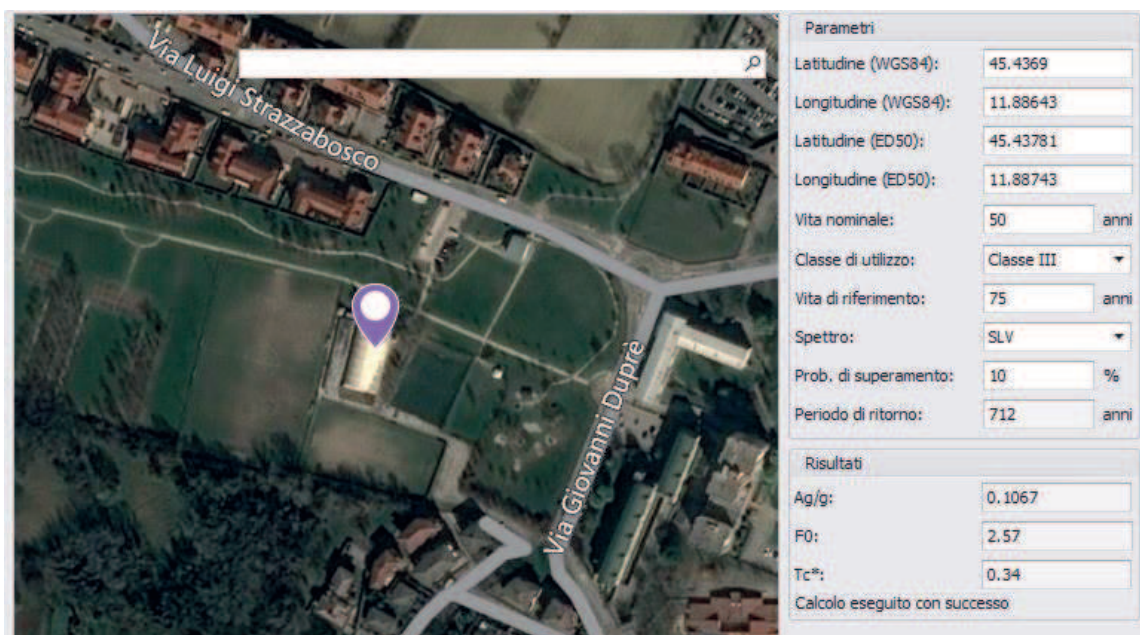 Via Luigi Strazzabosco
Via Giovanni Duprè
Parametri
Latitudine (WGS84): 45.4369
Longitudine (WGS84): 11.88643
Latitudine (ED50): 45.43781
Longitudine (ED50): 11.88743
Vita nominale: 50 anni
Classe di utilizzo: Classe III
Vita di riferimento: 75 anni
Spettro: SLV
Prob. di superamento: 10 %
Periodo di ritorno: 712 anni
Risultati
Ag/g: 0.1067
F0: 2.57
Tc*: 0.34
Calcolo eseguito con successo